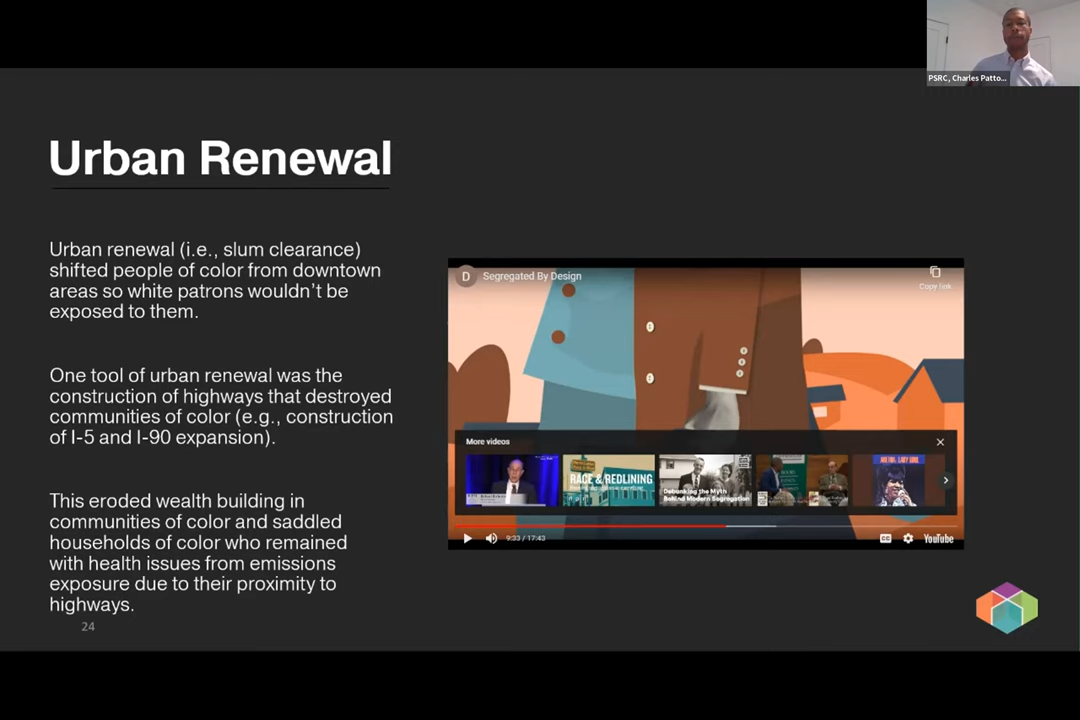 PSRC, Charles Patto...
Urban Renewal
Urban renewal (i.e., slum clearance)
shifted people of color from downtown
areas so white patrons wouldn't be
exposed to them.
One tool of urban renewal was the
construction of highways that destroyed
communities of color (e.g., construction
of I-5 and I-90 expansion).
This eroded wealth building in
communities of color and saddled
households of color who remained
with health issues from emissions
exposure due to their proximity to
highways.
24
D
Segregated By Design
Copy link
More videos
RACE & REDLINING
Debunking the Myth
Behind Modern Segregation
9:33 / 17:43
CC
YouTube